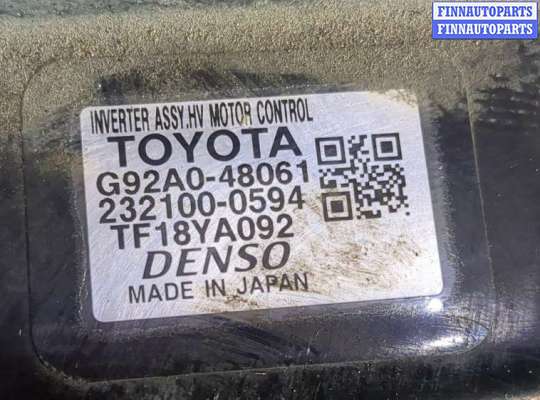 FINNAUTOPARTS
FINNAUTOPARTS
INVERTER ASSY.HV MOTOR CONTROL
TOYOTA
G92A0-48061
232100-0594
TF18YA092
DENSO
MADE IN JAPAN